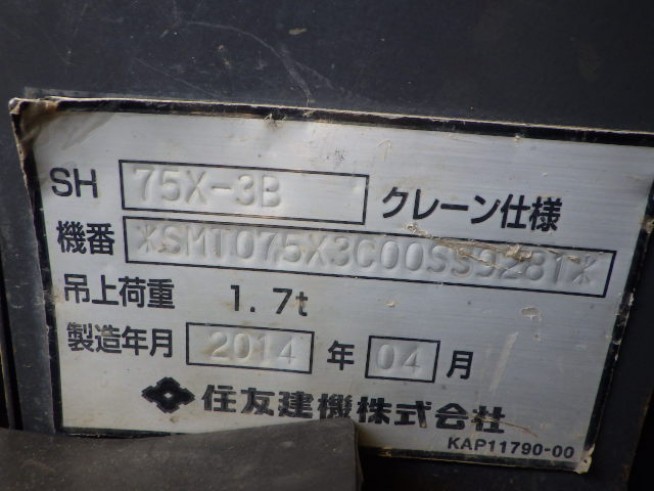 SH 75X-3B クレーン仕様
機番 *SMT075X3C00SS9281*
吊上荷重 1.7t
製造年月 2014 年 04 月
住友建機株式会社
KAP11790-00